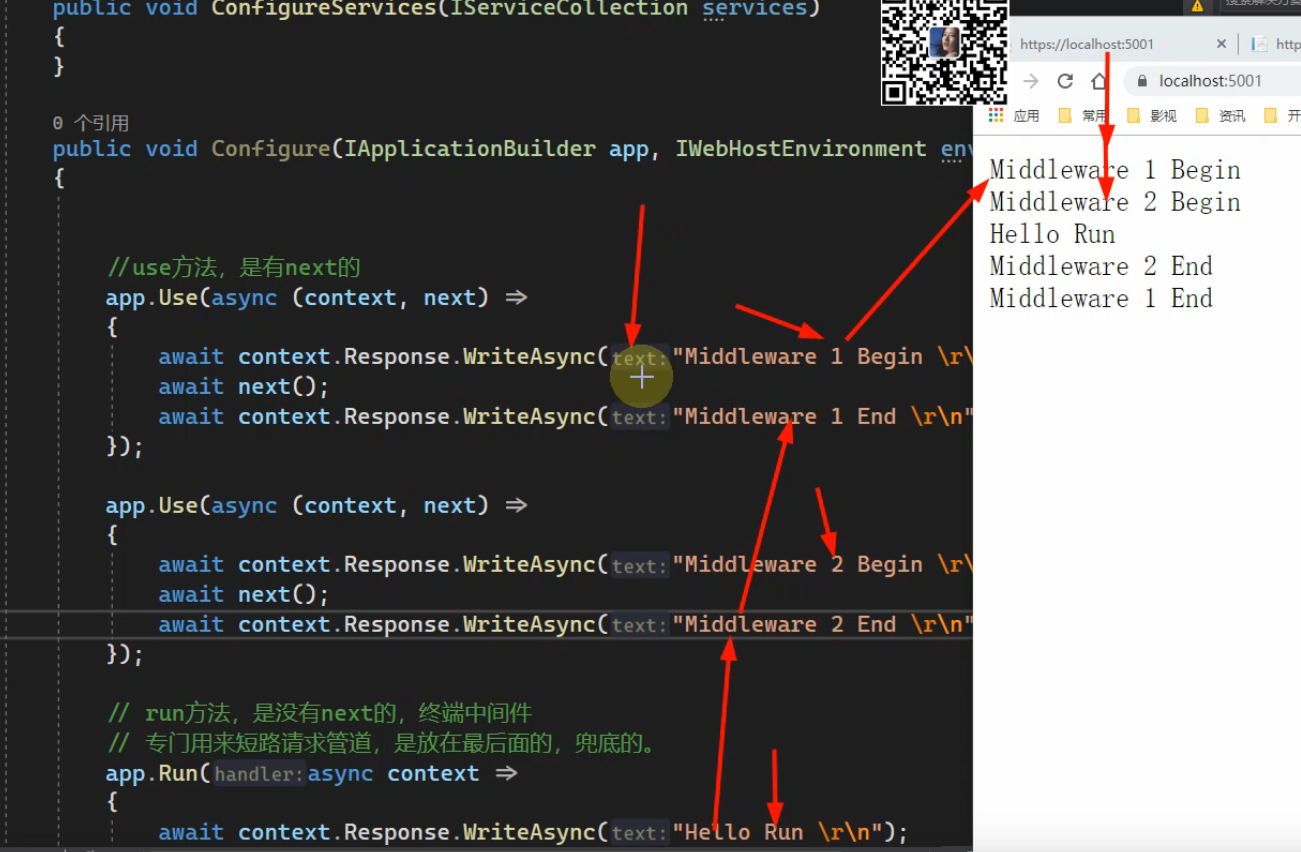 public void ConfigureServices(IServiceCollection services)
{
}
0 个引用
public void Configure(IApplicationBuilder app, IWebHostEnvironment env
{
//use方法，是有next的
app.Use(async (context, next) =>
{
await context.Response.WriteAsync(text:"Middleware 1 Begin \r\
await next();
await context.Response.WriteAsync(text:"Middleware 1 End \r\n"
});
app.Use(async (context, next) =>
{
await context.Response.WriteAsync(text:"Middleware 2 Begin \r\
await next();
await context.Response.WriteAsync(text:"Middleware 2 End \r\n"
});
// run方法，是没有next的，终端中间件
// 专门用来短路请求管道，是放在最后面的，兜底的。
app.Run(handler:async context =>
{
await context.Response.WriteAsync(text:"Hello Run \r\n");
https://localhost:5001
http
localhost:5001
应用 常用 影视 资讯 开
Middleware 1 Begin
Middleware 2 Begin
Hello Run
Middleware 2 End
Middleware 1 End